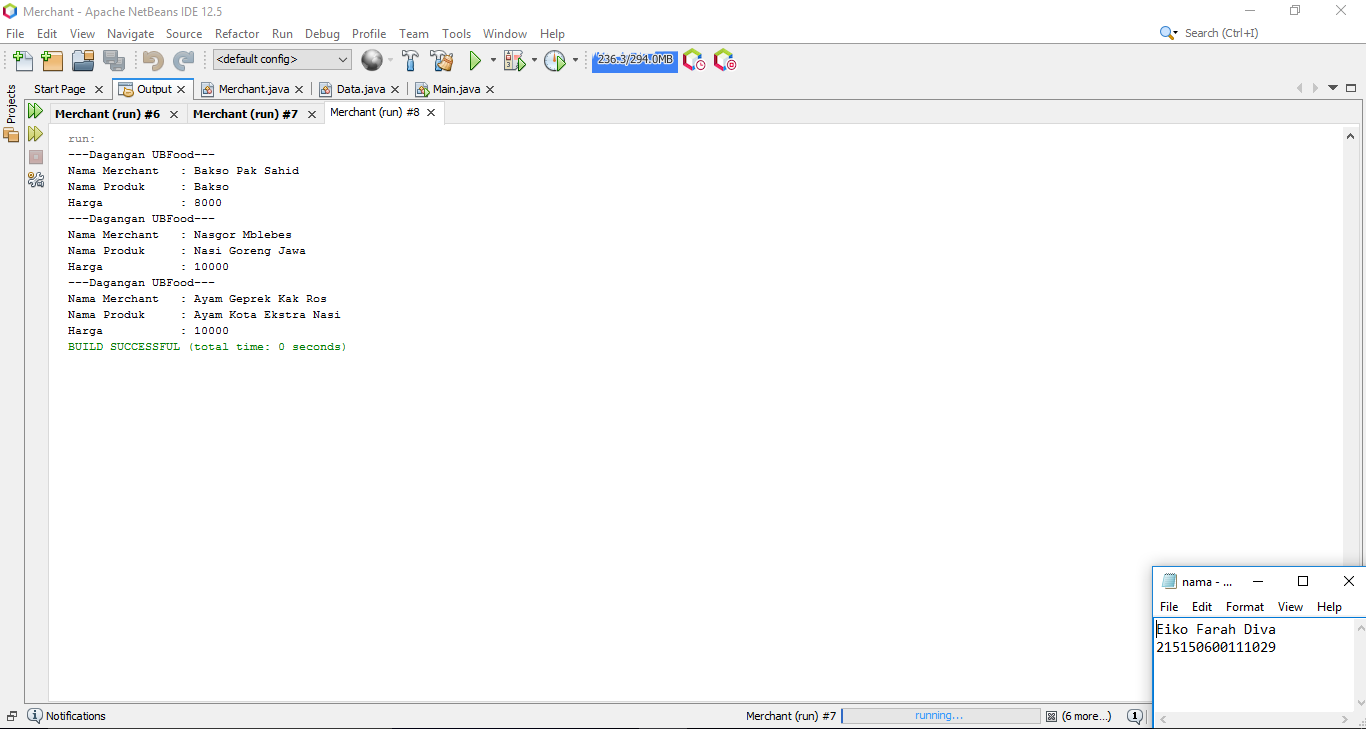 Merchant - Apache NetBeans IDE 12.5
File Edit View Navigate Source Refactor Run Debug Profile Team Tools Window Help
Search (Ctrl+I)
<default config>
236.3/294.0MB
Projects
Start Page Output Merchant.java Data.java Main.java
Merchant (run) #6 Merchant (run) #7 Merchant (run) #8
run:
---Dagangan UBFood---
Nama Merchant : Bakso Pak Sahid
Nama Produk : Bakso
Harga : 8000
---Dagangan UBFood---
Nama Merchant : Nasgor Mblebes
Nama Produk : Nasi Goreng Jawa
Harga : 10000
---Dagangan UBFood---
Nama Merchant : Ayam Geprek Kak Ros
Nama Produk : Ayam Kota Ekstra Nasi
Harga : 10000
BUILD SUCCESSFUL (total time: 0 seconds)
nama - ...
File Edit Format View Help
Eiko Farah Diva
215150600111029
Notifications
Merchant (run) #7
running...
(6 more...)
1